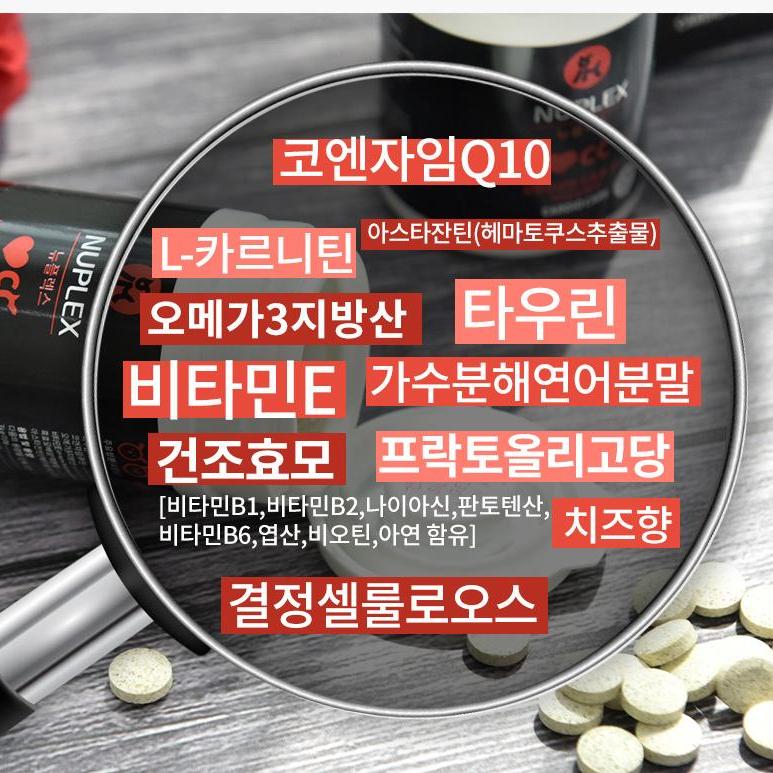 NUPLEX
코엔자임Q10
아스타잔틴(헤마토쿠스추출물)
L-카르니틴
오메가3지방산
타우린
비타민E
가수분해연어분말
건조효모
프락토올리고당
[비타민B1,비타민B2,나이아신,판토텐산,
비타민B6,엽산,비오틴,아연 함유]
치즈향
결정셀룰로오스
NUPLEX
뉴플렉스